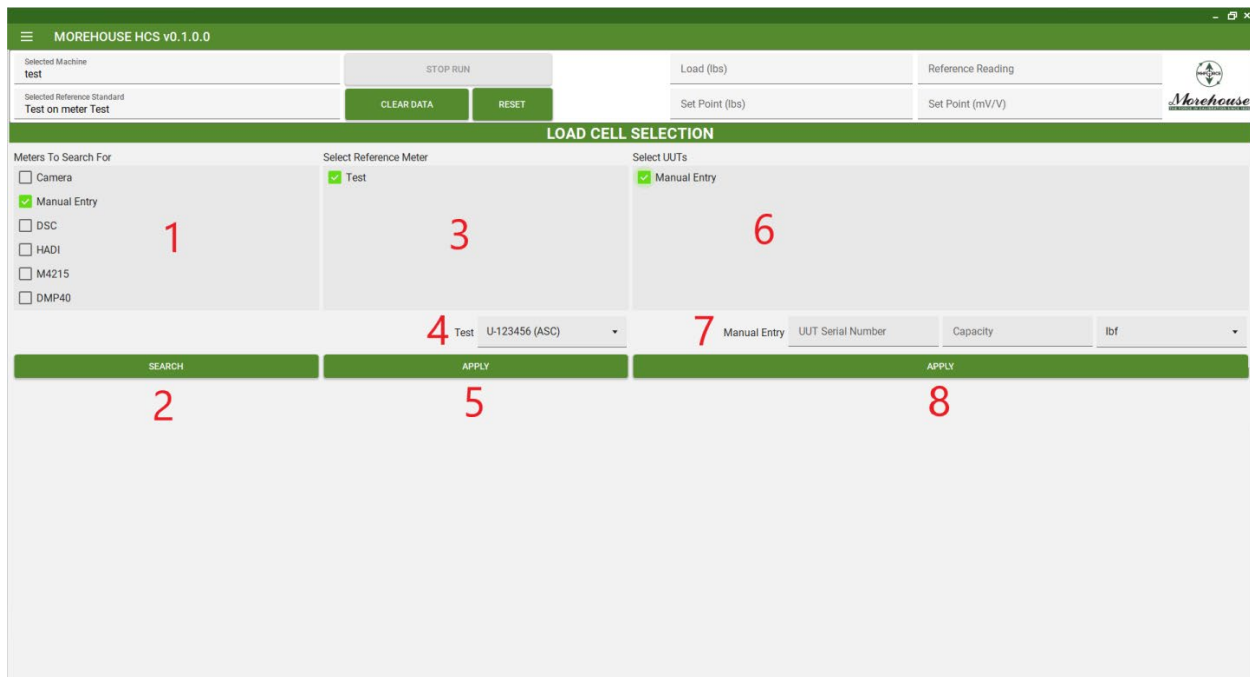 MOREHOUSE HCS v0.1.0.0
Selected Machine
test
STOP RUN
Load (lbs)
Reference Reading
Selected Reference Standard
Test on meter Test
CLEAR DATA
RESET
Set Point (lbs)
Set Point (mV/V)
Morehouse
LOAD CELL SELECTION
Meters To Search For
Select Reference Meter
Select UUTs
Camera
Manual Entry
DSC
HADI
M4215
DMP40
1
Test
3
Manual Entry
6
4
Test
U-123456 (ASC)
7
Manual Entry
UUT Serial Number
Capacity
lbf
SEARCH
APPLY
APPLY
2
5
8